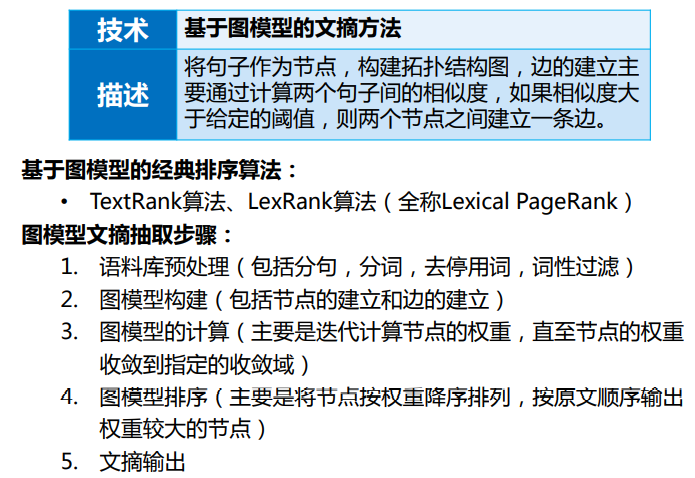 技术 基于图模型的文摘方法
描述 将句子作为节点，构建拓扑结构图，边的建立主
要通过计算两个句子间的相似度，如果相似度大
于给定的阈值，则两个节点之间建立一条边。
基于图模型的经典排序算法：
• TextRank算法、LexRank算法（全称Lexical PageRank）
图模型文摘抽取步骤：
1. 语料库预处理（包括分句，分词，去停用词，词性过滤）
2. 图模型构建（包括节点的建立和边的建立）
3. 图模型的计算（主要是迭代计算节点的权重，直至节点的权重
收敛到指定的收敛域）
4. 图模型排序（主要是将节点按权重降序排列，按原文顺序输出
权重较大的节点）
5. 文摘输出